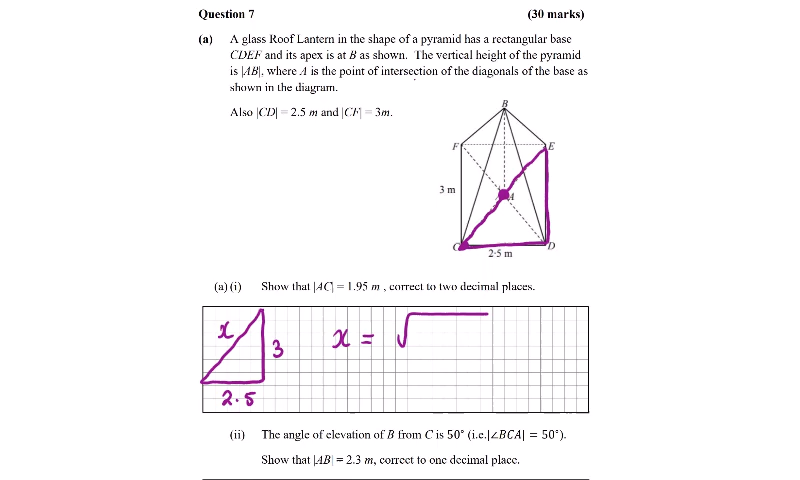 Question 7 (30 marks)
(a) A glass Roof Lantern in the shape of a pyramid has a rectangular base
CDEF and its apex is at B as shown. The vertical height of the pyramid
is |AB|, where A is the point of intersection of the diagonals of the base as
shown in the diagram.
Also |CD| = 2.5 m and |CF| = 3m.
B
F E
3 m A
C D
2·5 m
(a) (i) Show that |AC| = 1.95 m , correct to two decimal places.
x 3 x = √
2.5
(ii) The angle of elevation of B from C is 50° (i.e.|∠BCA| = 50°).
Show that |AB| = 2.3 m, correct to one decimal place.